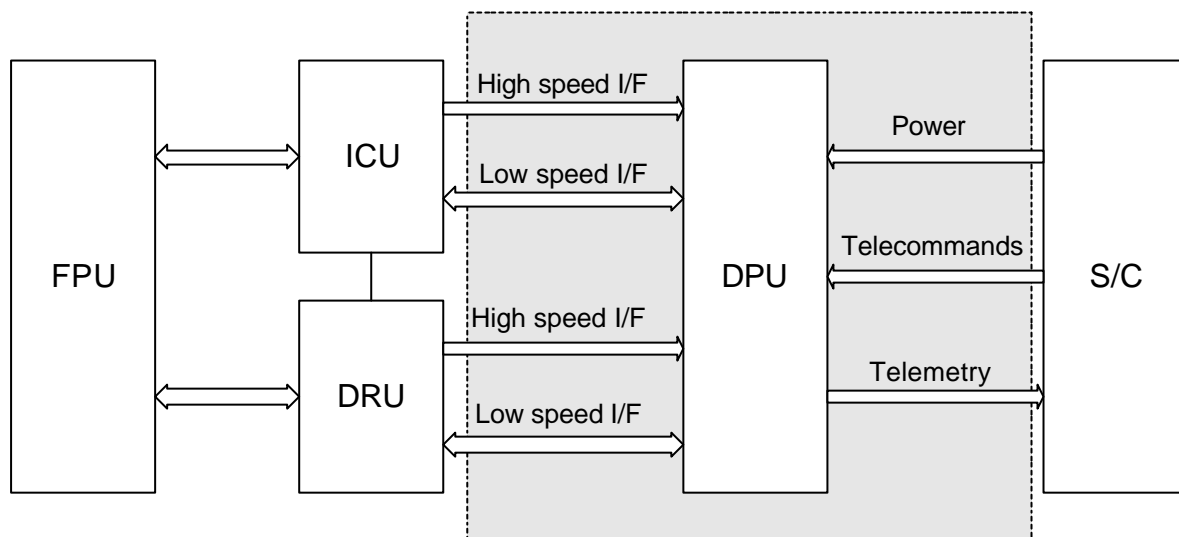 High speed I/F
Power
ICU
Low speed I/F
Telecommands
FPU
DPU
S/C
High speed I/F
Telemetry
DRU
Low speed I/F